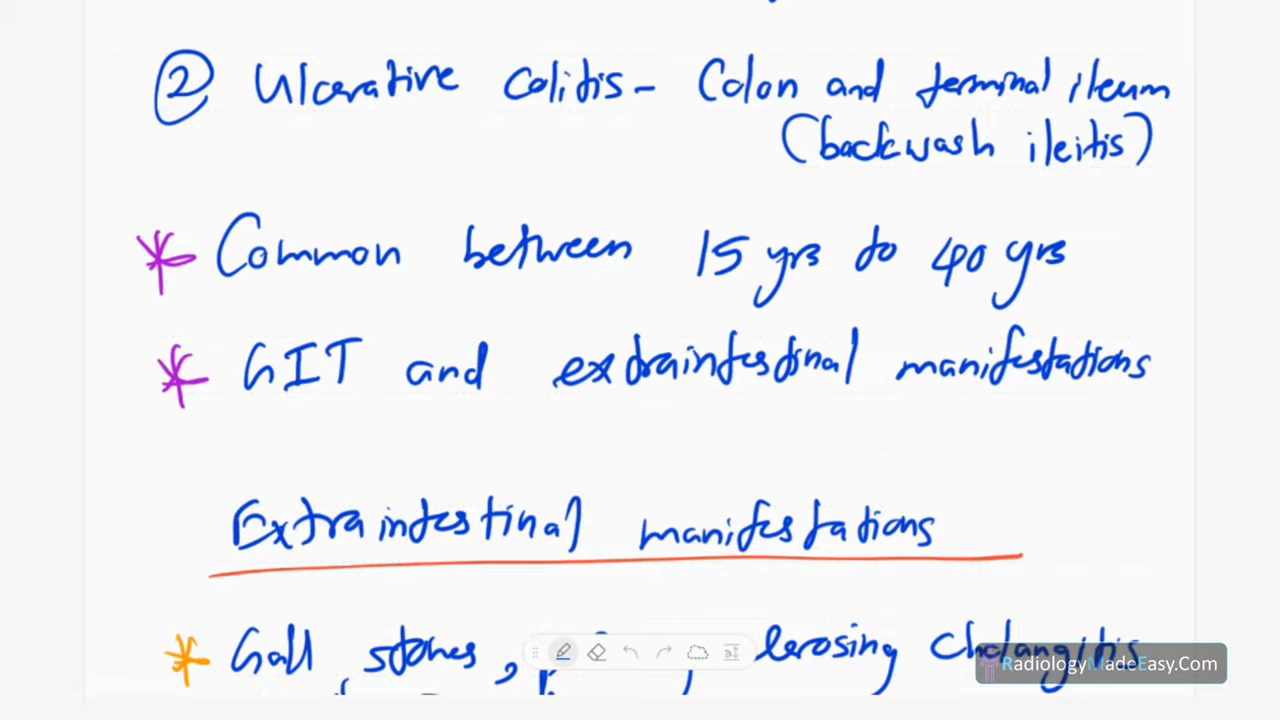 ② Ulcerative colitis - Colon and terminal ileum
(backwash ileitis)
* Common between 15 yrs to 40 yrs
* GIT and extraintestinal manifestations
Extraintestinal manifestations
* Gall stones, cholangitis
RadiologyMadeEasy.Com